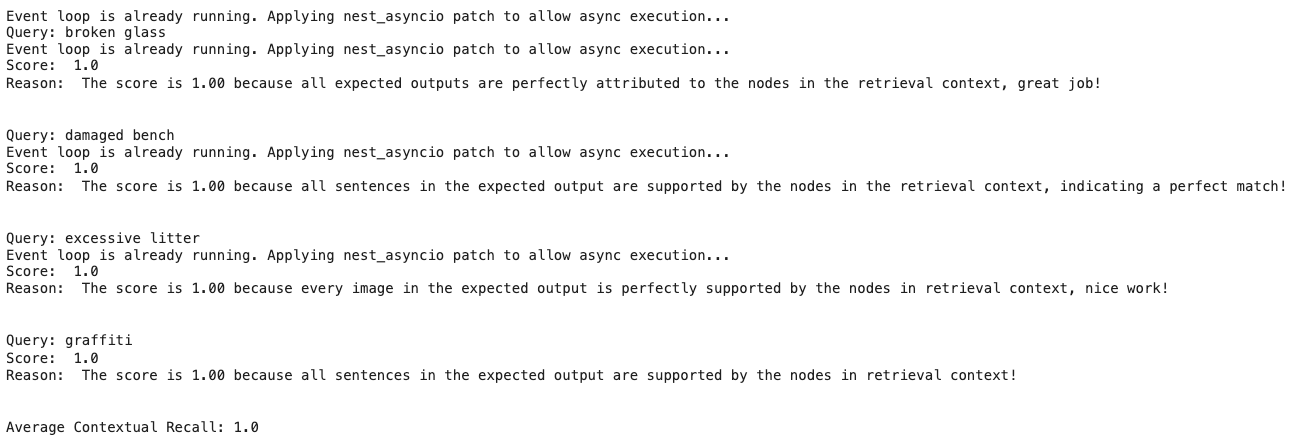 Event loop is already running. Applying nest_asyncio patch to allow async execution...
Query: broken glass
Event loop is already running. Applying nest_asyncio patch to allow async execution...
Score:  1.0
Reason:  The score is 1.00 because all expected outputs are perfectly attributed to the nodes in the retrieval context, great job!
Query: damaged bench
Event loop is already running. Applying nest_asyncio patch to allow async execution...
Score:  1.0
Reason:  The score is 1.00 because all sentences in the expected output are supported by the nodes in the retrieval context, indicating a perfect match!
Query: excessive litter
Event loop is already running. Applying nest_asyncio patch to allow async execution...
Score:  1.0
Reason:  The score is 1.00 because every image in the expected output is perfectly supported by the nodes in retrieval context, nice work!
Query: graffiti
Score:  1.0
Reason:  The score is 1.00 because all sentences in the expected output are supported by the nodes in retrieval context!
Average Contextual Recall: 1.0